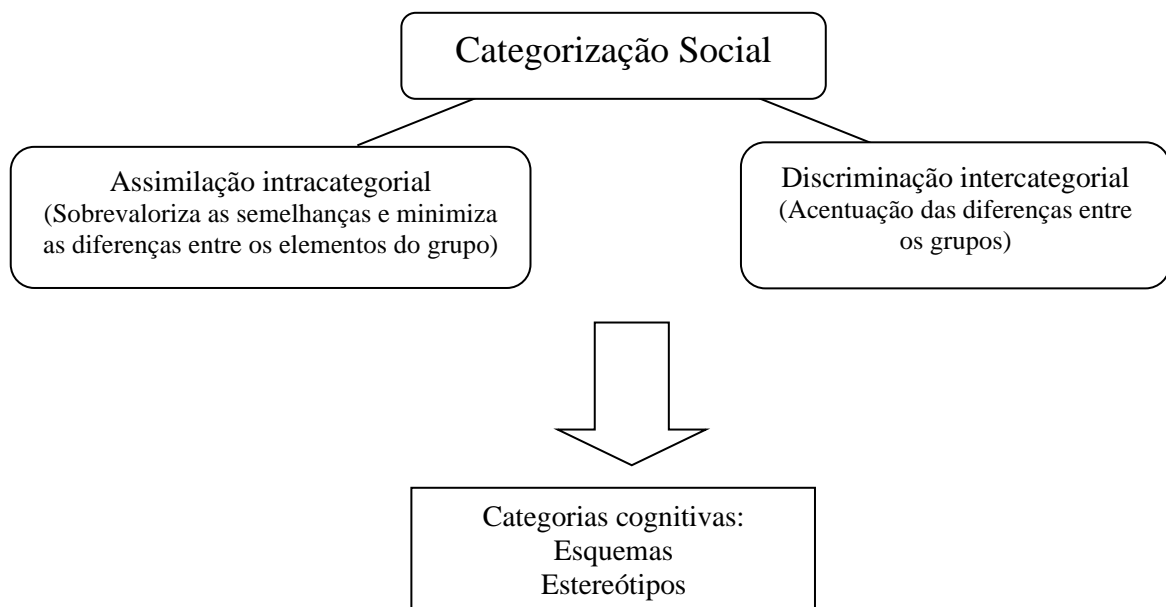 Categorização Social
Assimilação intracategorial
(Sobrevaloriza as semelhanças e minimiza
as diferenças entre os elementos do grupo)
Discriminação intercategorial
(Acentuação das diferenças entre
os grupos)
Categorias cognitivas:
Esquemas
Estereótipos